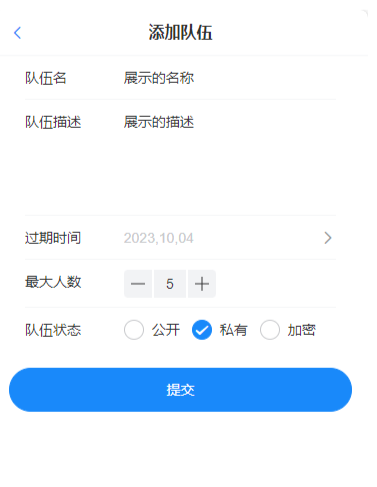 添加队伍
队伍名 展示的名称
队伍描述 展示的描述
过期时间 2023,10,04
最大人数 5
队伍状态 公开 私有 加密
提交